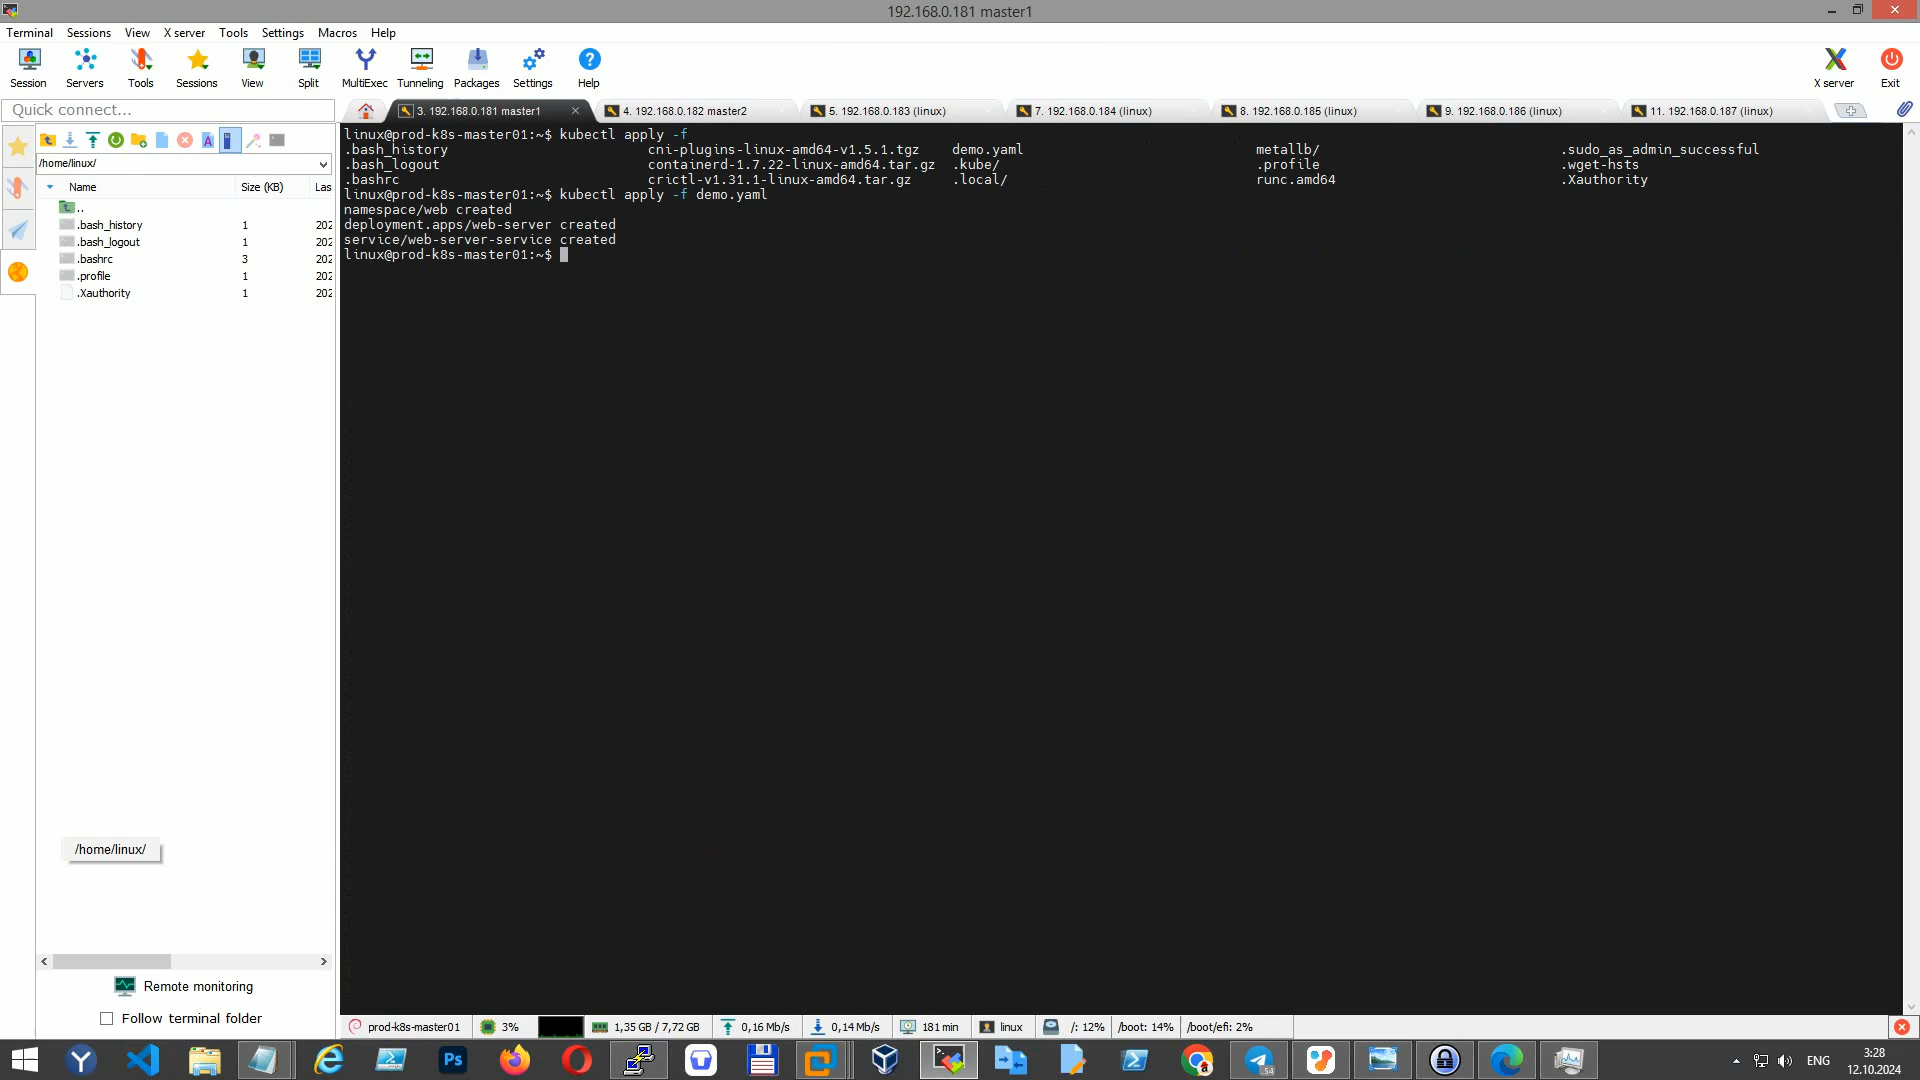 192.168.0.181 master1
Terminal Sessions View X server Tools Settings Macros Help
Session Servers Tools Sessions View Split MultiExec Tunneling Packages Settings Help X server Exit
Quick connect...
3. 192.168.0.181 master1
4. 192.168.0.182 master2
5. 192.168.0.183 (linux)
7. 192.168.0.184 (linux)
8. 192.168.0.185 (linux)
9. 192.168.0.186 (linux)
11. 192.168.0.187 (linux)
/home/linux/
Name Size (KB) Las
..
.bash_history 1 202
.bash_logout 1 202
.bashrc 3 202
.profile 1 202
.Xauthority 1 202
/home/linux/
Remote monitoring
Follow terminal folder
linux@prod-k8s-master01:~$ kubectl apply -f
.bash_history cni-plugins-linux-amd64-v1.5.1.tgz demo.yaml metallb/ .sudo_as_admin_successful
.bash_logout containerd-1.7.22-linux-amd64.tar.gz .kube/ .profile .wget-hsts
.bashrc crictl-v1.31.1-linux-amd64.tar.gz .local/ runc.amd64 .Xauthority
linux@prod-k8s-master01:~$ kubectl apply -f demo.yaml
namespace/web created
deployment.apps/web-server created
service/web-server-service created
linux@prod-k8s-master01:~$
prod-k8s-master01 3% 1,35 GB / 7,72 GB 0,16 Mb/s 0,14 Mb/s 181 min linux /: 12% /boot: 14% /boot/efi: 2%
Ps
54
ENG
3:28
12.10.2024